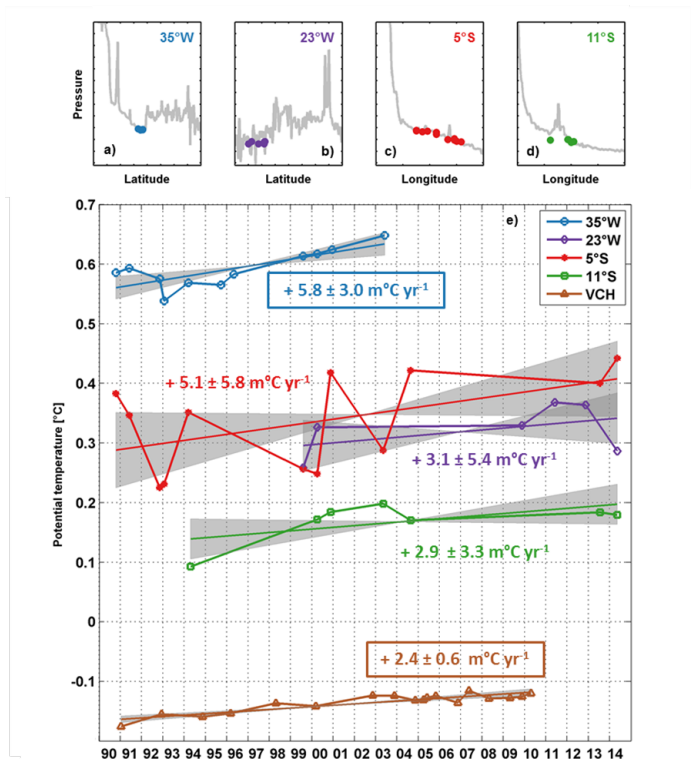 35°W
23°W
5°S
11°S
Pressure
a)
b)
c)
d)
Latitude
Latitude
Longitude
Longitude
e)
35°W
23°W
5°S
11°S
VCH
Potential temperature [°C]
0.7
0.6
0.5
0.4
0.3
0.2
0.1
0
-0.1
+ 5.8 ± 3.0 m°C yr-1
+ 5.1 ± 5.8 m°C yr-1
+ 3.1 ± 5.4 m°C yr-1
+ 2.9 ± 3.3 m°C yr-1
+ 2.4 ± 0.6 m°C yr-1
90 91 92 93 94 95 96 97 98 99 00 01 02 03 04 05 06 07 08 09 10 11 12 13 14